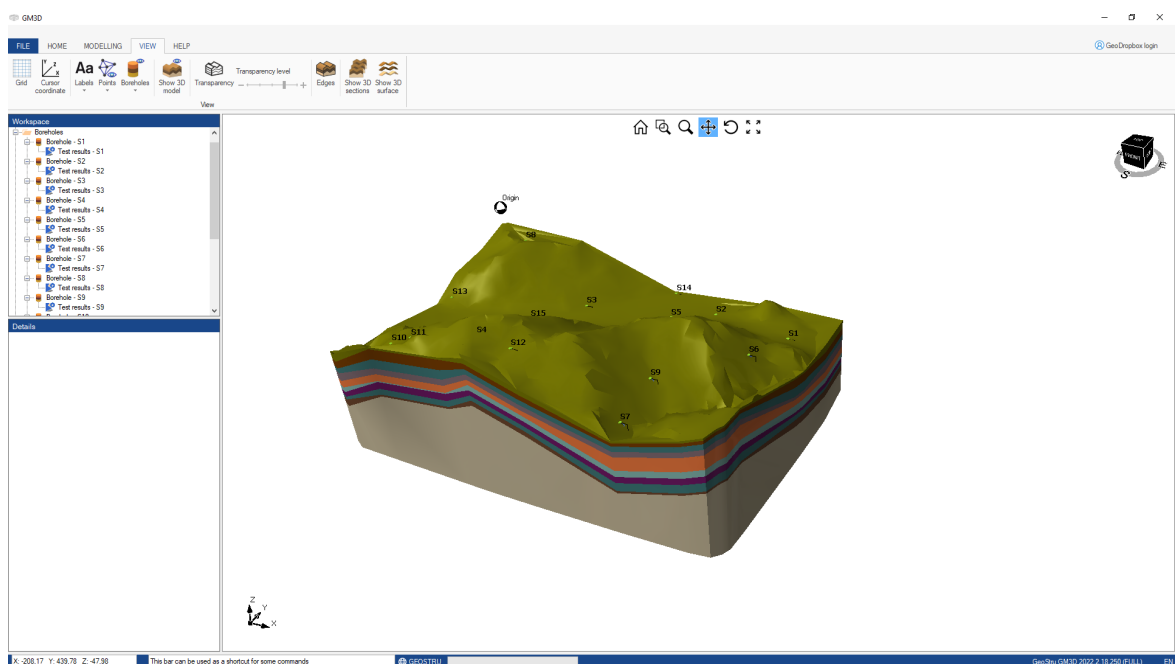 GM3D
FILE HOME MODELLING VIEW HELP
GeoDropbox login
Grid
Cursor coordinate
Aa
Labels
Points
Boreholes
Show 3D model
Transparency
Transparency level
Edges
Show 3D sections
Show 3D surface
View
Workspace
Boreholes
Borehole - S1
Test results - S1
Borehole - S2
Test results - S2
Borehole - S3
Test results - S3
Borehole - S4
Test results - S4
Borehole - S5
Test results - S5
Borehole - S6
Test results - S6
Borehole - S7
Test results - S7
Borehole - S8
Test results - S8
Borehole - S9
Test results - S9
Details
FRONT
S E
Origin
S8
S13
S14
S3
S2
S15
S5
S4
S11
S10
S1
S12
S6
S9
S7
Z
Y
X
X: -208.17 Y: 439.78 Z: -47.98
This bar can be used as a shortcut for some commands
GEOSTRU
GeoStru GM3D 2022.2.18.250 (FULL) EN